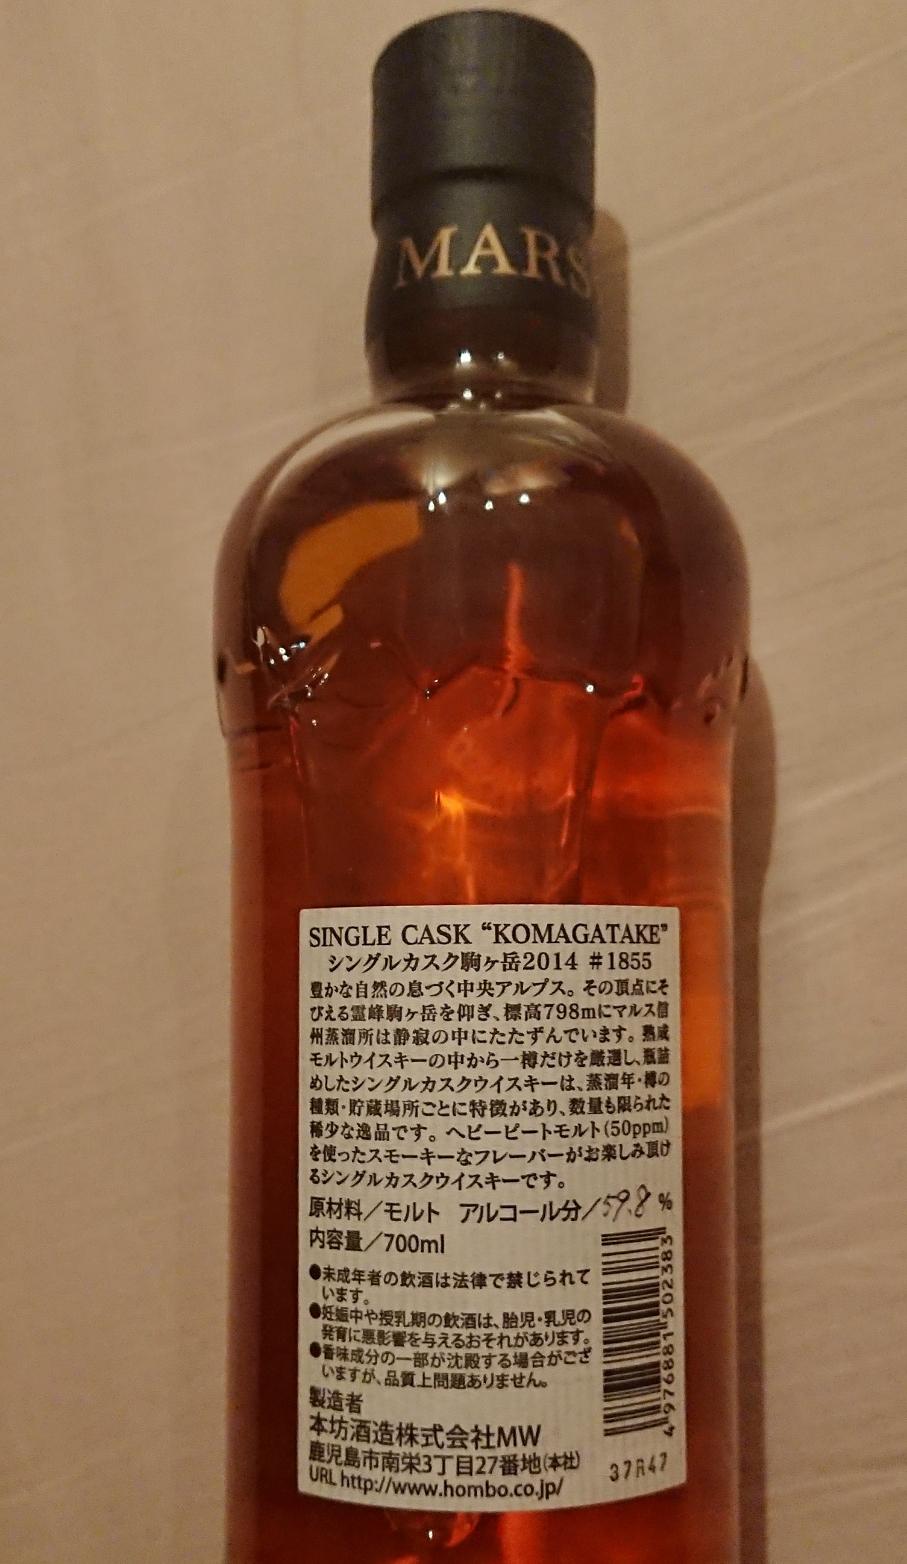 MARS
SINGLE CASK “KOMAGATAKE”
シングルカスク駒ヶ岳2014 #1855
豊かな自然の息づく中央アルプス。その頂点にそ
びえる霊峰駒ヶ岳を仰ぎ、標高798mにマルス信
州蒸溜所は静寂の中にたたずんでいます。熟成
モルトウイスキーの中から一樽だけを厳選し、瓶詰
めしたシングルカスクウイスキーは、蒸溜年・樽の
種類・貯蔵場所ごとに特徴があり、数量も限られた
稀少な逸品です。ヘビーピートモルト(50ppm)
を使ったスモーキーなフレーバーがお楽しみ頂け
るシングルカスクウイスキーです。
原材料／モルト アルコール分／59.8 %
内容量／700ml
●未成年者の飲酒は法律で禁じられて
います。
●妊娠中や授乳期の飲酒は、胎児・乳児の
発育に悪影響を与えるおそれがあります。
●香味成分の一部が沈殿する場合がござ
いますが、品質上問題ありません。
製造者
本坊酒造株式会社MW
鹿児島市南栄3丁目27番地(本社)
URL http://www.hombo.co.jp/
4976881502383
37R47